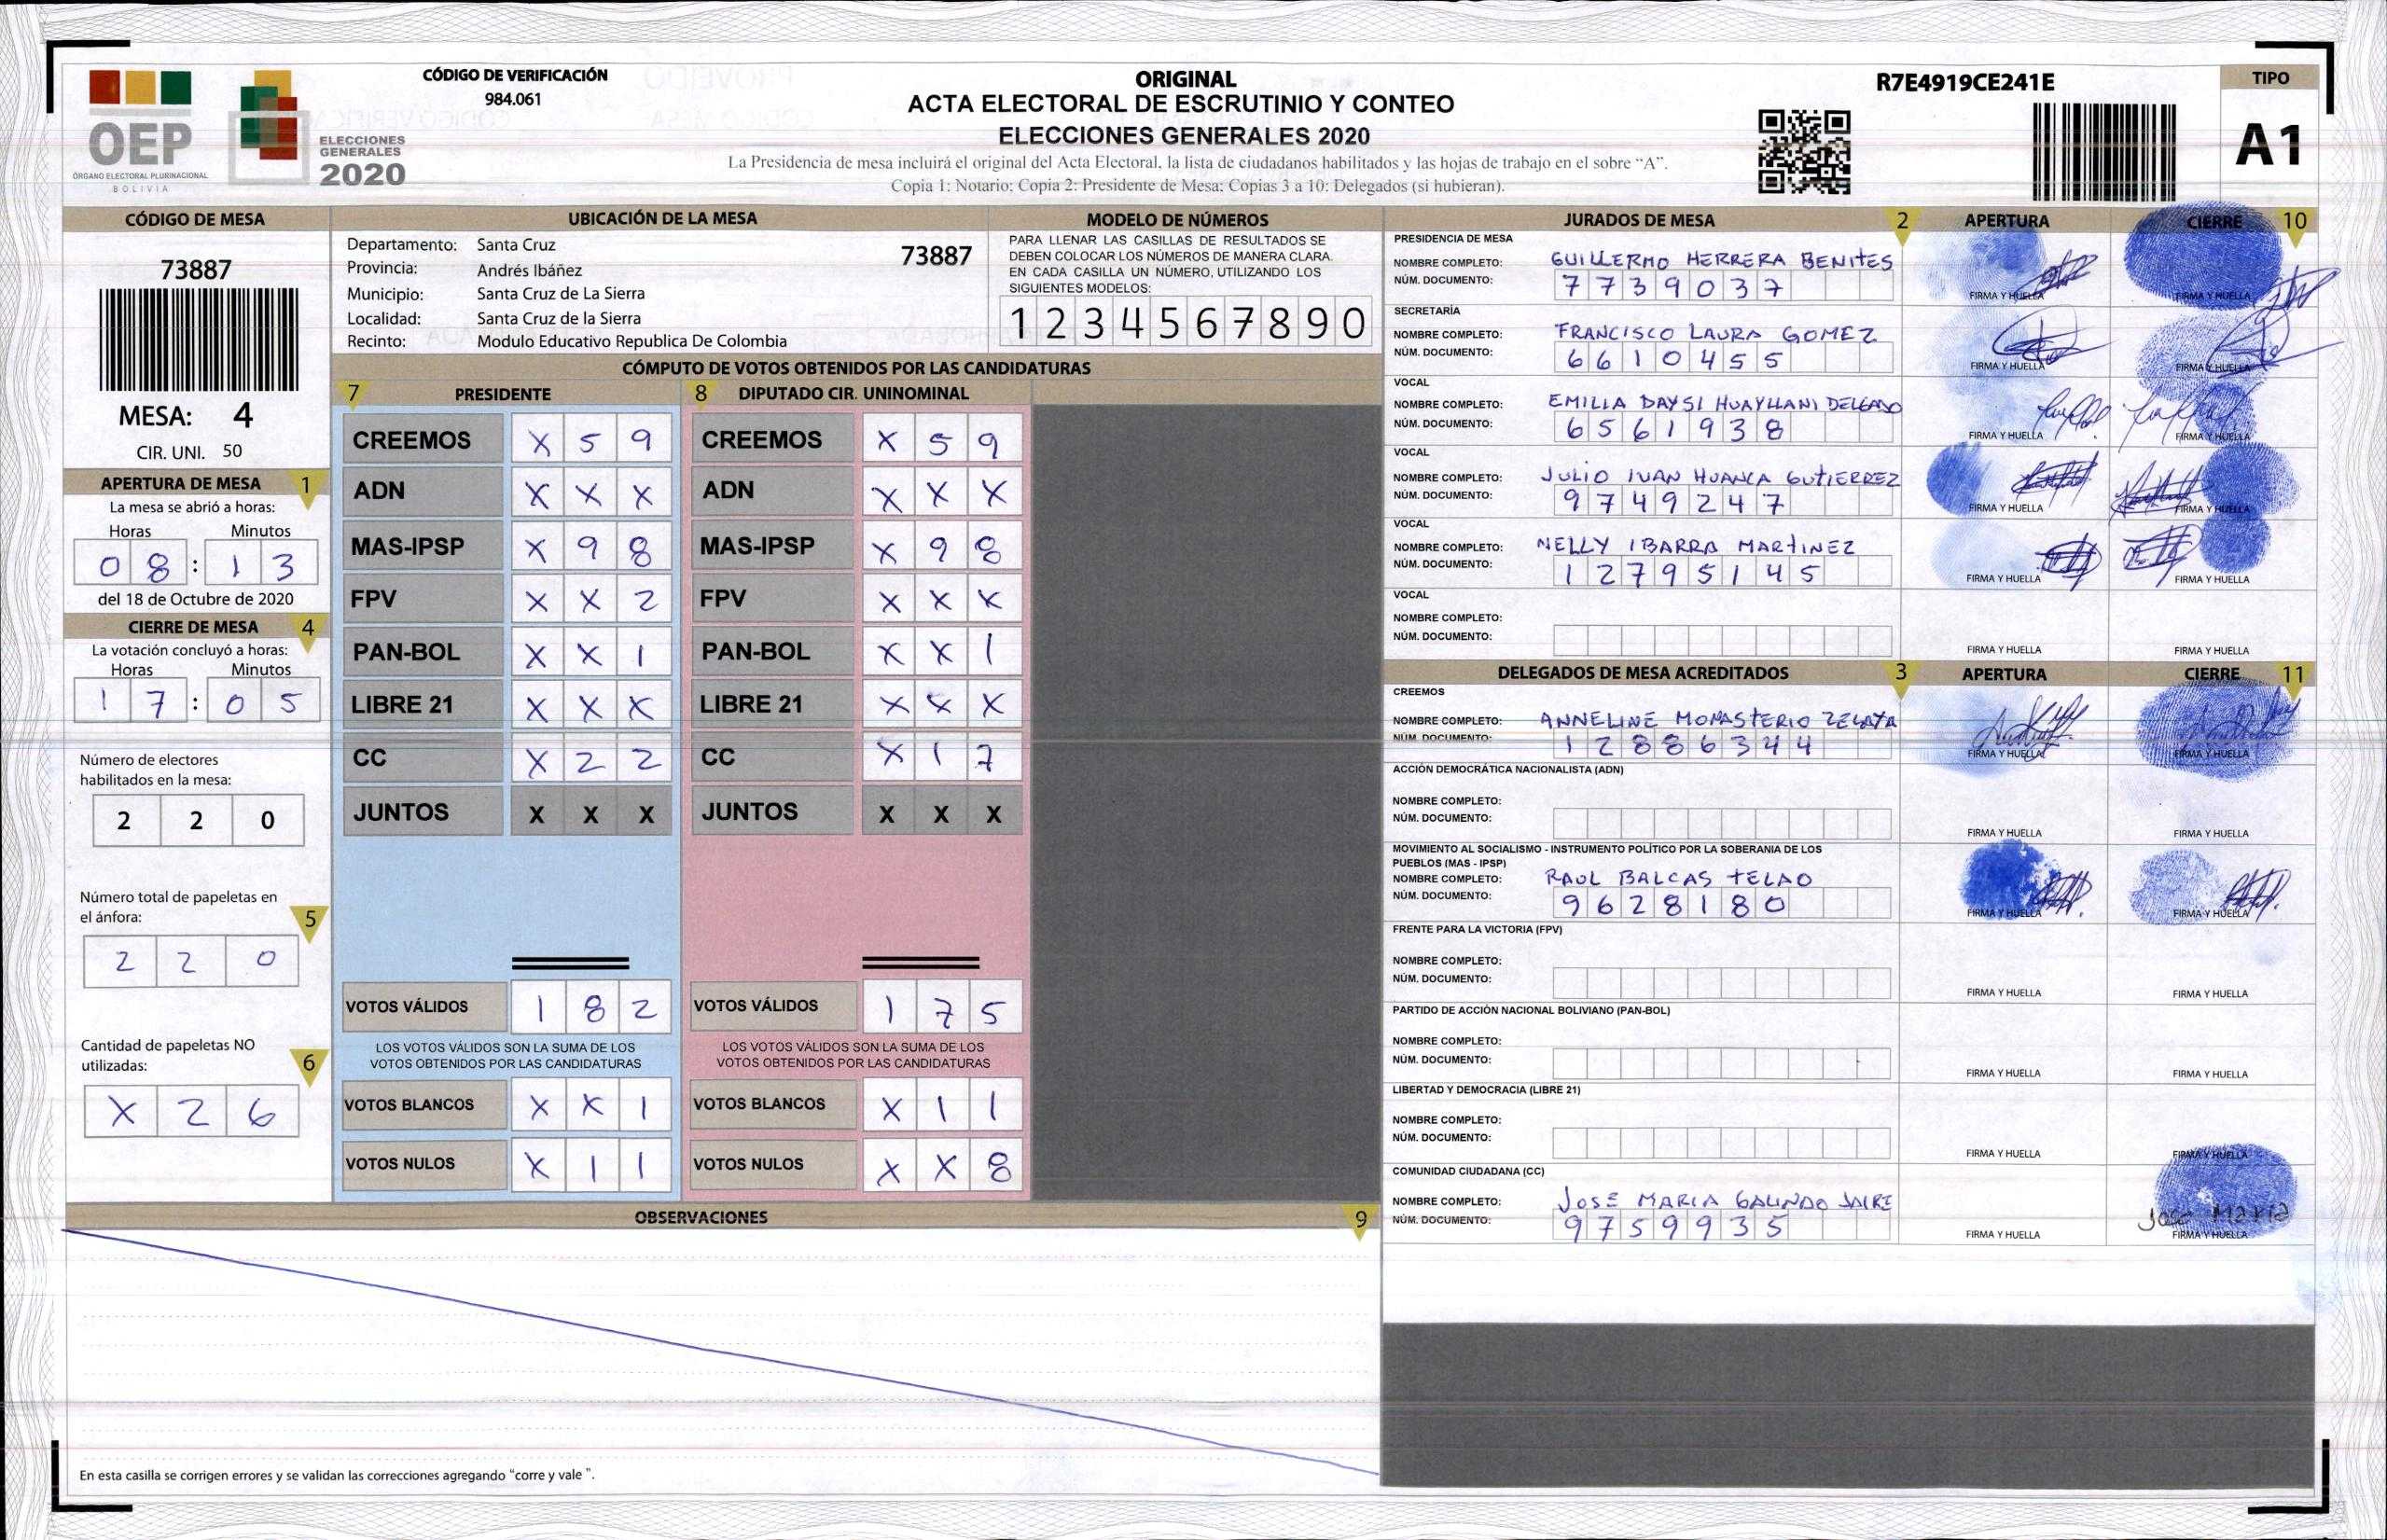 CÓDIGO DE VERIFICACIÓN
984.061
OEP
ÓRGANO ELECTORAL PLURINACIONAL
BOLIVIA
ELECCIONES
GENERALES
2020
ORIGINAL
ACTA ELECTORAL DE ESCRUTINIO Y CONTEO
ELECCIONES GENERALES 2020
La Presidencia de mesa incluirá el original del Acta Electoral, la lista de ciudadanos habilitados y las hojas de trabajo en el sobre “A”.
Copia 1: Notario; Copia 2: Presidente de Mesa; Copias 3 a 10: Delegados (si hubieran).
R7E4919CE241E
TIPO
A1
CÓDIGO DE MESA
73887
MESA: 4
CIR. UNI. 50
APERTURA DE MESA 1
La mesa se abrió a horas:
Horas Minutos
08:13
del 18 de Octubre de 2020
CIERRE DE MESA 4
La votación concluyó a horas:
Horas Minutos
17:05
Número de electores
habilitados en la mesa:
2 2 0
Número total de papeletas en
el ánfora: 5
2 2 0
Cantidad de papeletas NO
utilizadas: 6
X 2 6
UBICACIÓN DE LA MESA
Departamento: Santa Cruz
73887
Provincia: Andrés Ibáñez
Municipio: Santa Cruz de La Sierra
Localidad: Santa Cruz de la Sierra
Recinto: Modulo Educativo Republica De Colombia
MODELO DE NÚMEROS
PARA LLENAR LAS CASILLAS DE RESULTADOS SE
DEBEN COLOCAR LOS NÚMEROS DE MANERA CLARA.
EN CADA CASILLA UN NÚMERO, UTILIZANDO LOS
SIGUIENTES MODELOS:
1 2 3 4 5 6 7 8 9 0
CÓMPUTO DE VOTOS OBTENIDOS POR LAS CANDIDATURAS
7 PRESIDENTE 8 DIPUTADO CIR. UNINOMINAL
CREEMOS X 5 9 CREEMOS X 5 9
ADN X X X ADN X X X
MAS-IPSP X 9 8 MAS-IPSP X 9 8
FPV X X 2 FPV X X X
PAN-BOL X X 1 PAN-BOL X X 1
LIBRE 21 X X X LIBRE 21 X X X
CC X 2 2 CC X 1 7
JUNTOS X X X JUNTOS X X X
VOTOS VÁLIDOS 1 8 2 VOTOS VÁLIDOS 1 7 5
LOS VOTOS VÁLIDOS SON LA SUMA DE LOS LOS VOTOS VÁLIDOS SON LA SUMA DE LOS
VOTOS OBTENIDOS POR LAS CANDIDATURAS VOTOS OBTENIDOS POR LAS CANDIDATURAS
VOTOS BLANCOS X X 1 VOTOS BLANCOS X 1 1
VOTOS NULOS X 1 1 VOTOS NULOS X X 8
OBSERVACIONES 9
En esta casilla se corrigen errores y se validan las correcciones agregando “corre y vale ”.
JURADOS DE MESA 2 APERTURA CIERRE 10
PRESIDENCIA DE MESA
NOMBRE COMPLETO: GUILLERMO HERRERA BENITES
NÚM. DOCUMENTO: 7739037
FIRMA Y HUELLA FIRMA Y HUELLA
SECRETARÍA
NOMBRE COMPLETO: FRANCISCO LAURA GOMEZ
NÚM. DOCUMENTO: 6610455
FIRMA Y HUELLA FIRMA Y HUELLA
VOCAL
NOMBRE COMPLETO: EMILIA DAYSI HUAYLLANI DELGADO
NÚM. DOCUMENTO: 6561938
FIRMA Y HUELLA FIRMA Y HUELLA
VOCAL
NOMBRE COMPLETO: JULIO IVAN HUANCA GUTIERREZ
NÚM. DOCUMENTO: 9749247
FIRMA Y HUELLA FIRMA Y HUELLA
VOCAL
NOMBRE COMPLETO: NELLY IBARRA MARTINEZ
NÚM. DOCUMENTO: 12795145
FIRMA Y HUELLA FIRMA Y HUELLA
VOCAL
NOMBRE COMPLETO:
NÚM. DOCUMENTO:
FIRMA Y HUELLA FIRMA Y HUELLA
DELEGADOS DE MESA ACREDITADOS 3 APERTURA CIERRE 11
CREEMOS
NOMBRE COMPLETO: ANNELINE MONASTERIO ZELAYA
NÚM. DOCUMENTO: 12886344
FIRMA Y HUELLA FIRMA Y HUELLA
ACCIÓN DEMOCRÁTICA NACIONALISTA (ADN)
NOMBRE COMPLETO:
NÚM. DOCUMENTO:
FIRMA Y HUELLA FIRMA Y HUELLA
MOVIMIENTO AL SOCIALISMO - INSTRUMENTO POLÍTICO POR LA SOBERANIA DE LOS
PUEBLOS (MAS - IPSP)
NOMBRE COMPLETO: RAUL BALCAS TELAO
NÚM. DOCUMENTO: 9628180
FIRMA Y HUELLA FIRMA Y HUELLA
FRENTE PARA LA VICTORIA (FPV)
NOMBRE COMPLETO:
NÚM. DOCUMENTO:
FIRMA Y HUELLA FIRMA Y HUELLA
PARTIDO DE ACCIÓN NACIONAL BOLIVIANO (PAN-BOL)
NOMBRE COMPLETO:
NÚM. DOCUMENTO:
FIRMA Y HUELLA FIRMA Y HUELLA
LIBERTAD Y DEMOCRACIA (LIBRE 21)
NOMBRE COMPLETO:
NÚM. DOCUMENTO:
FIRMA Y HUELLA FIRMA Y HUELLA
COMUNIDAD CIUDADANA (CC)
NOMBRE COMPLETO: JOSE MARIA GALINDO JAIRE
NÚM. DOCUMENTO: 9759935
Jose Maria
FIRMA Y HUELLA FIRMA Y HUELLA